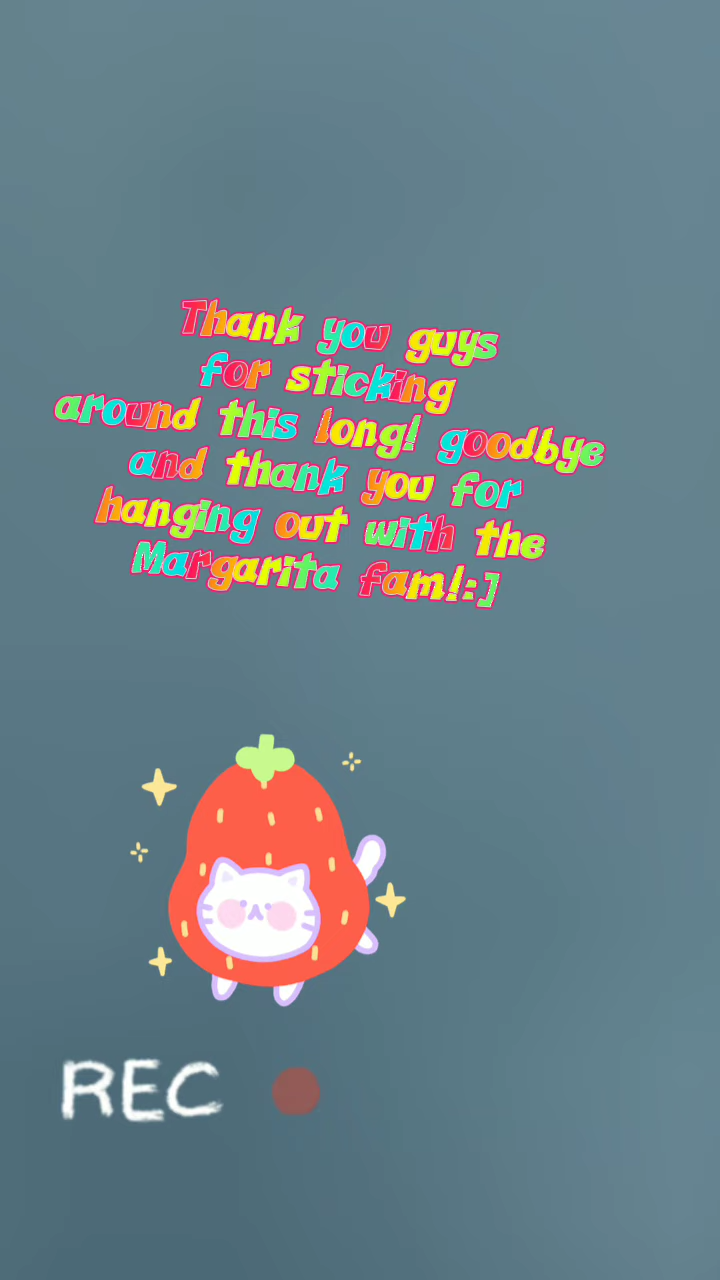 Thank you guys
for sticking
around this long! goodbye
and thank you for
hanging out with the
Margarita fam!:]
REC